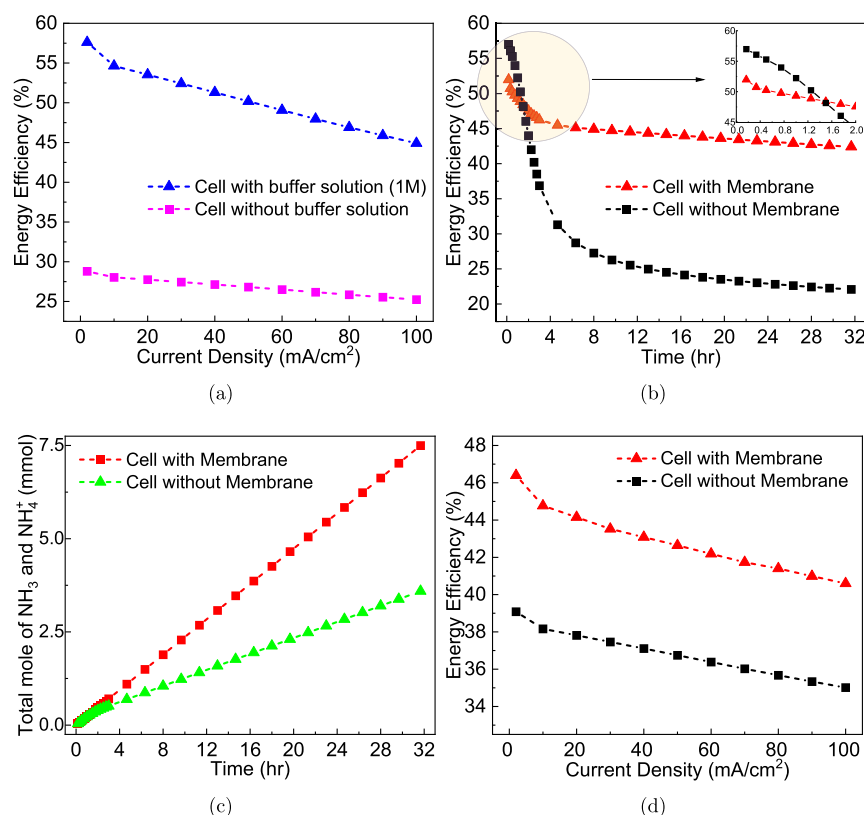 60
55
50
45
40
35
30
25
Energy Efficiency (%)
Cell with buffer solution (1M)
Cell without buffer solution
0 20 40 60 80 100
Current Density (mA/cm²)
(a)
60
55
50
45
40
35
30
25
20
Energy Efficiency (%)
60
55
50
45
0.0 0.4 0.8 1.2 1.6 2.0
Cell with Membrane
Cell without Membrane
0 4 8 12 16 20 24 28 32
Time (hr)
(b)
7.5
5.0
2.5
0.0
Total mole of NH₃ and NH₄⁺ (mmol)
Cell with Membrane
Cell without Membrane
0 4 8 12 16 20 24 28 32
Time (hr)
(c)
48
46
44
42
40
38
36
34
Energy Efficiency (%)
Cell with Membrane
Cell without Membrane
0 20 40 60 80 100
Current Density (mA/cm²)
(d)